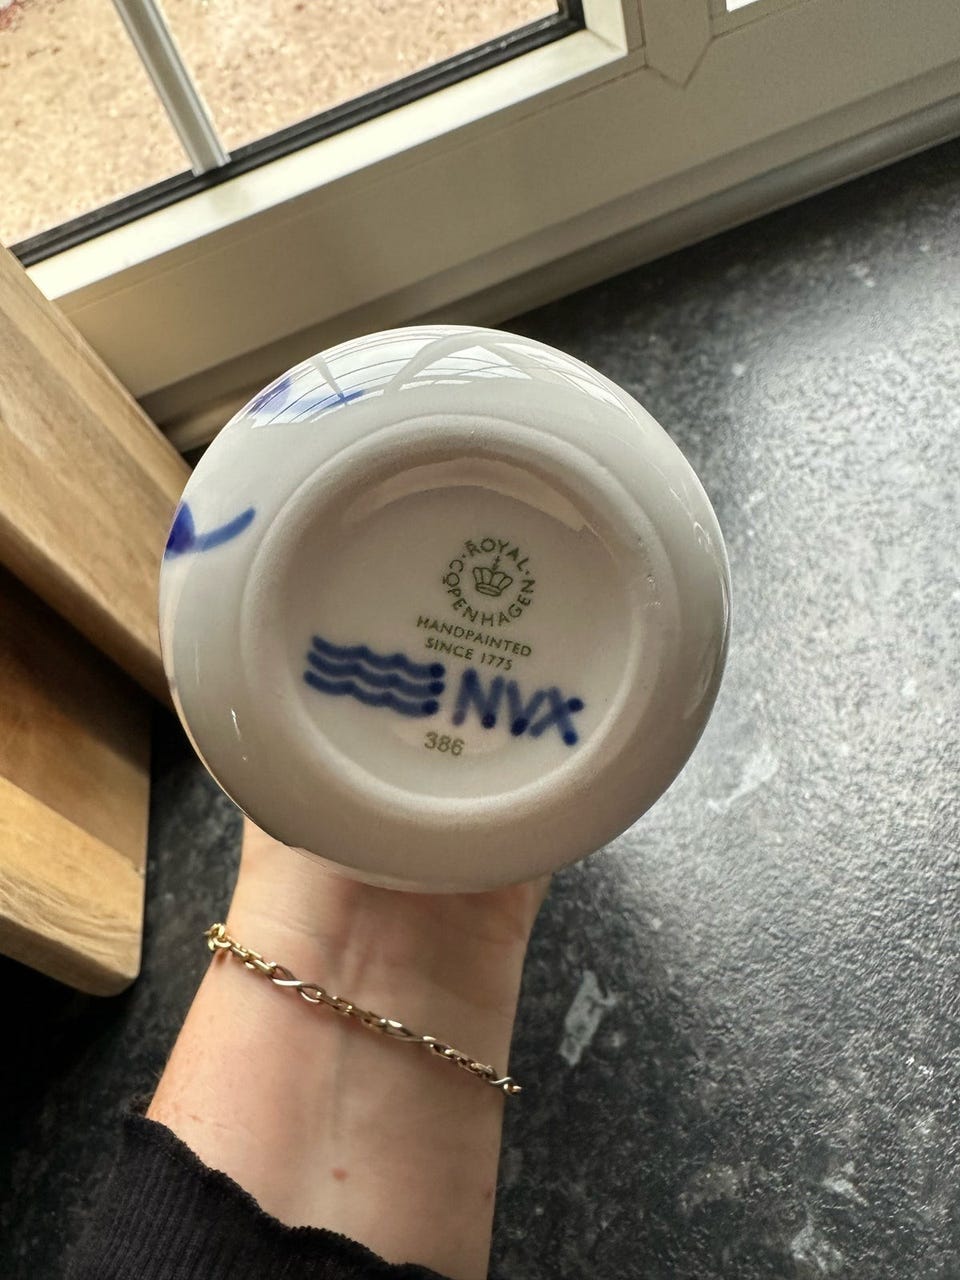 ROYAL · COPENHAGEN ·
HANDPAINTED
SINCE 1775
NVX
386